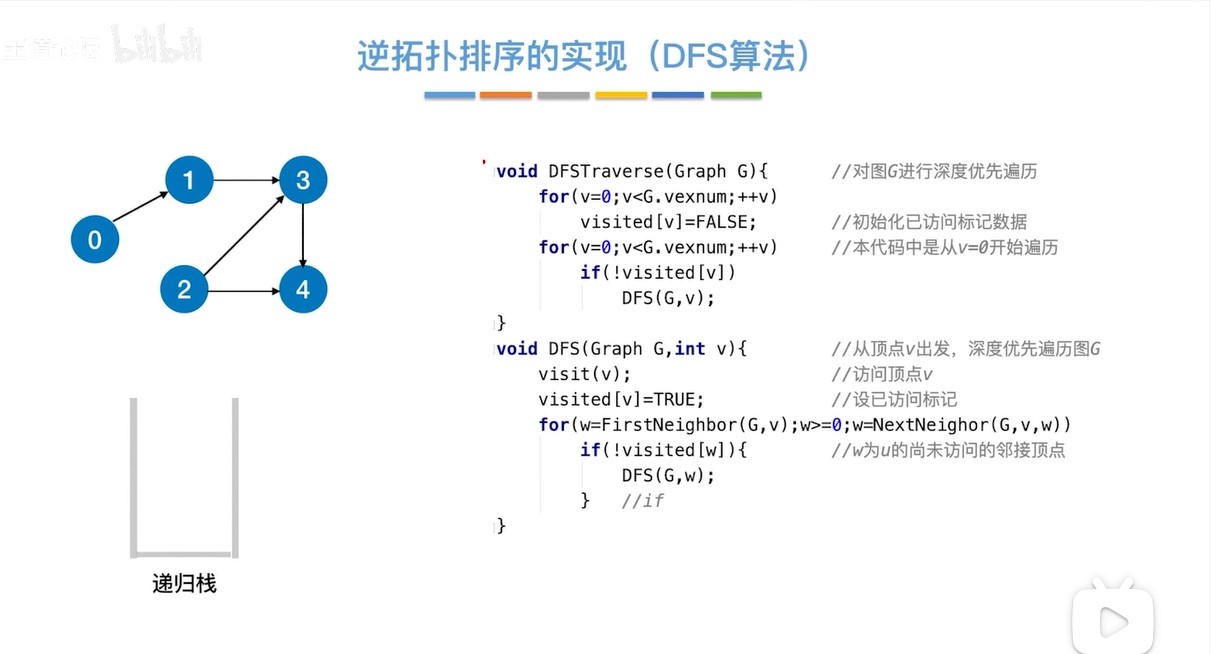 bilibili
逆拓扑排序的实现（DFS算法）
1
3
0
2
4
递归栈
void DFSTraverse(Graph G){ //对图G进行深度优先遍历
for(v=0;v<G.vexnum;++v)
visited[v]=FALSE; //初始化已访问标记数据
for(v=0;v<G.vexnum;++v) //本代码中是从v=0开始遍历
if(!visited[v])
DFS(G,v);
}
void DFS(Graph G,int v){ //从顶点v出发，深度优先遍历图G
visit(v); //访问顶点v
visited[v]=TRUE; //设已访问标记
for(w=FirstNeighbor(G,v);w>=0;w=NextNeighor(G,v,w))
if(!visited[w]){ //w为u的尚未访问的邻接顶点
DFS(G,w);
} //if
}